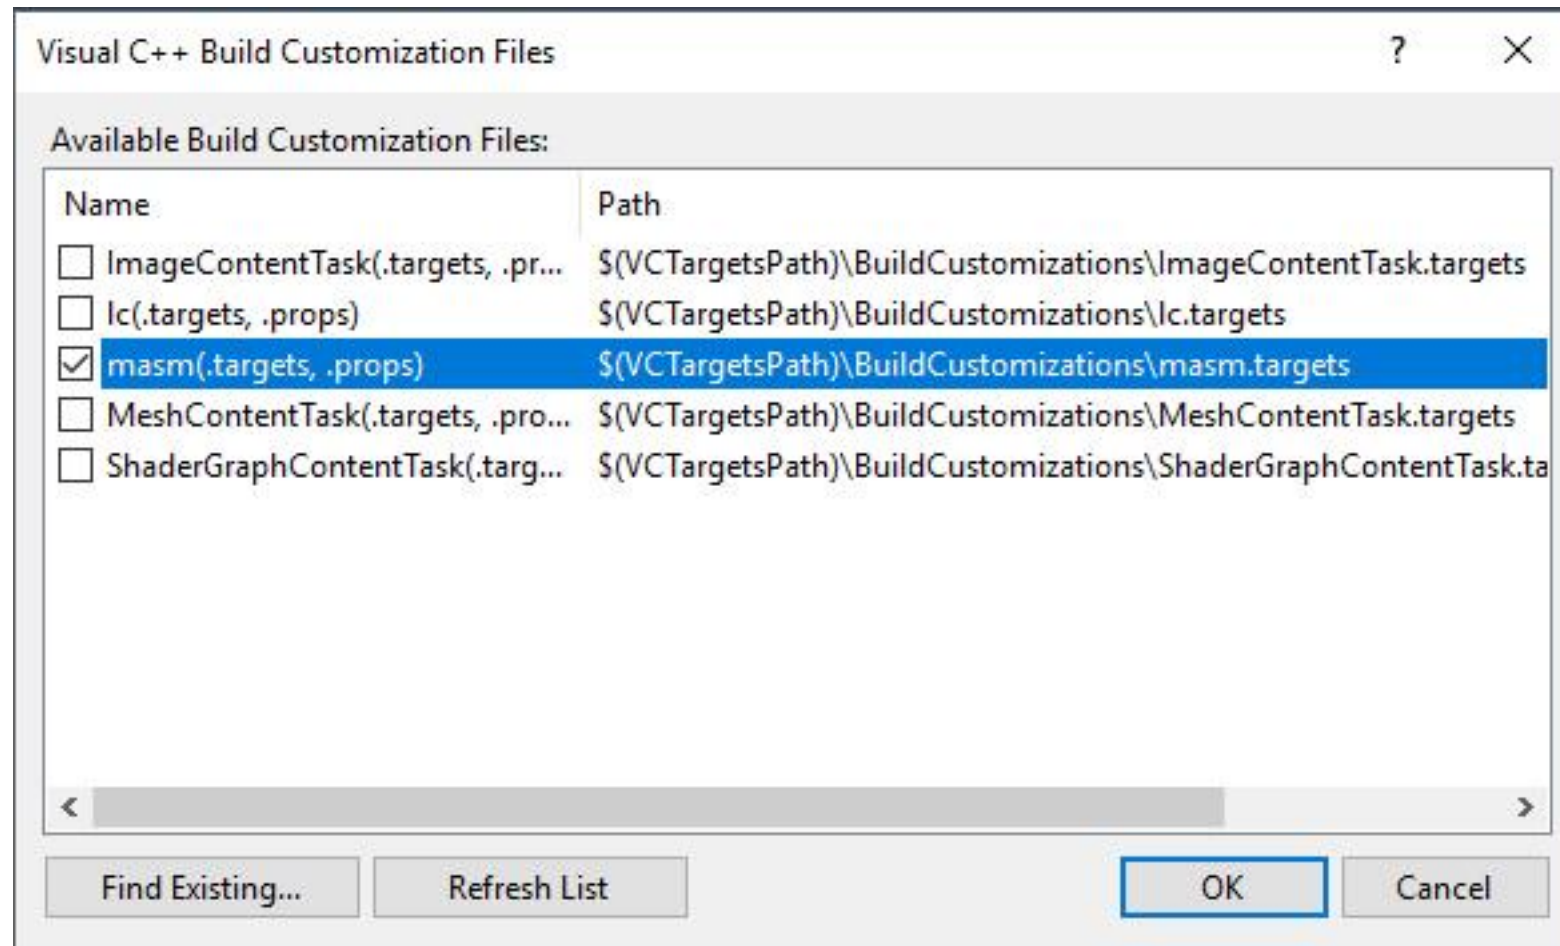 Visual C++ Build Customization Files
Available Build Customization Files:
Name Path
ImageContentTask(.targets, .pr... $(VCTargetsPath)\BuildCustomizations\ImageContentTask.targets
lc(.targets, .props) $(VCTargetsPath)\BuildCustomizations\lc.targets
masm(.targets, .props) $(VCTargetsPath)\BuildCustomizations\masm.targets
MeshContentTask(.targets, .pro... $(VCTargetsPath)\BuildCustomizations\MeshContentTask.targets
ShaderGraphContentTask(.targ... $(VCTargetsPath)\BuildCustomizations\ShaderGraphContentTask.ta
Find Existing... Refresh List OK Cancel